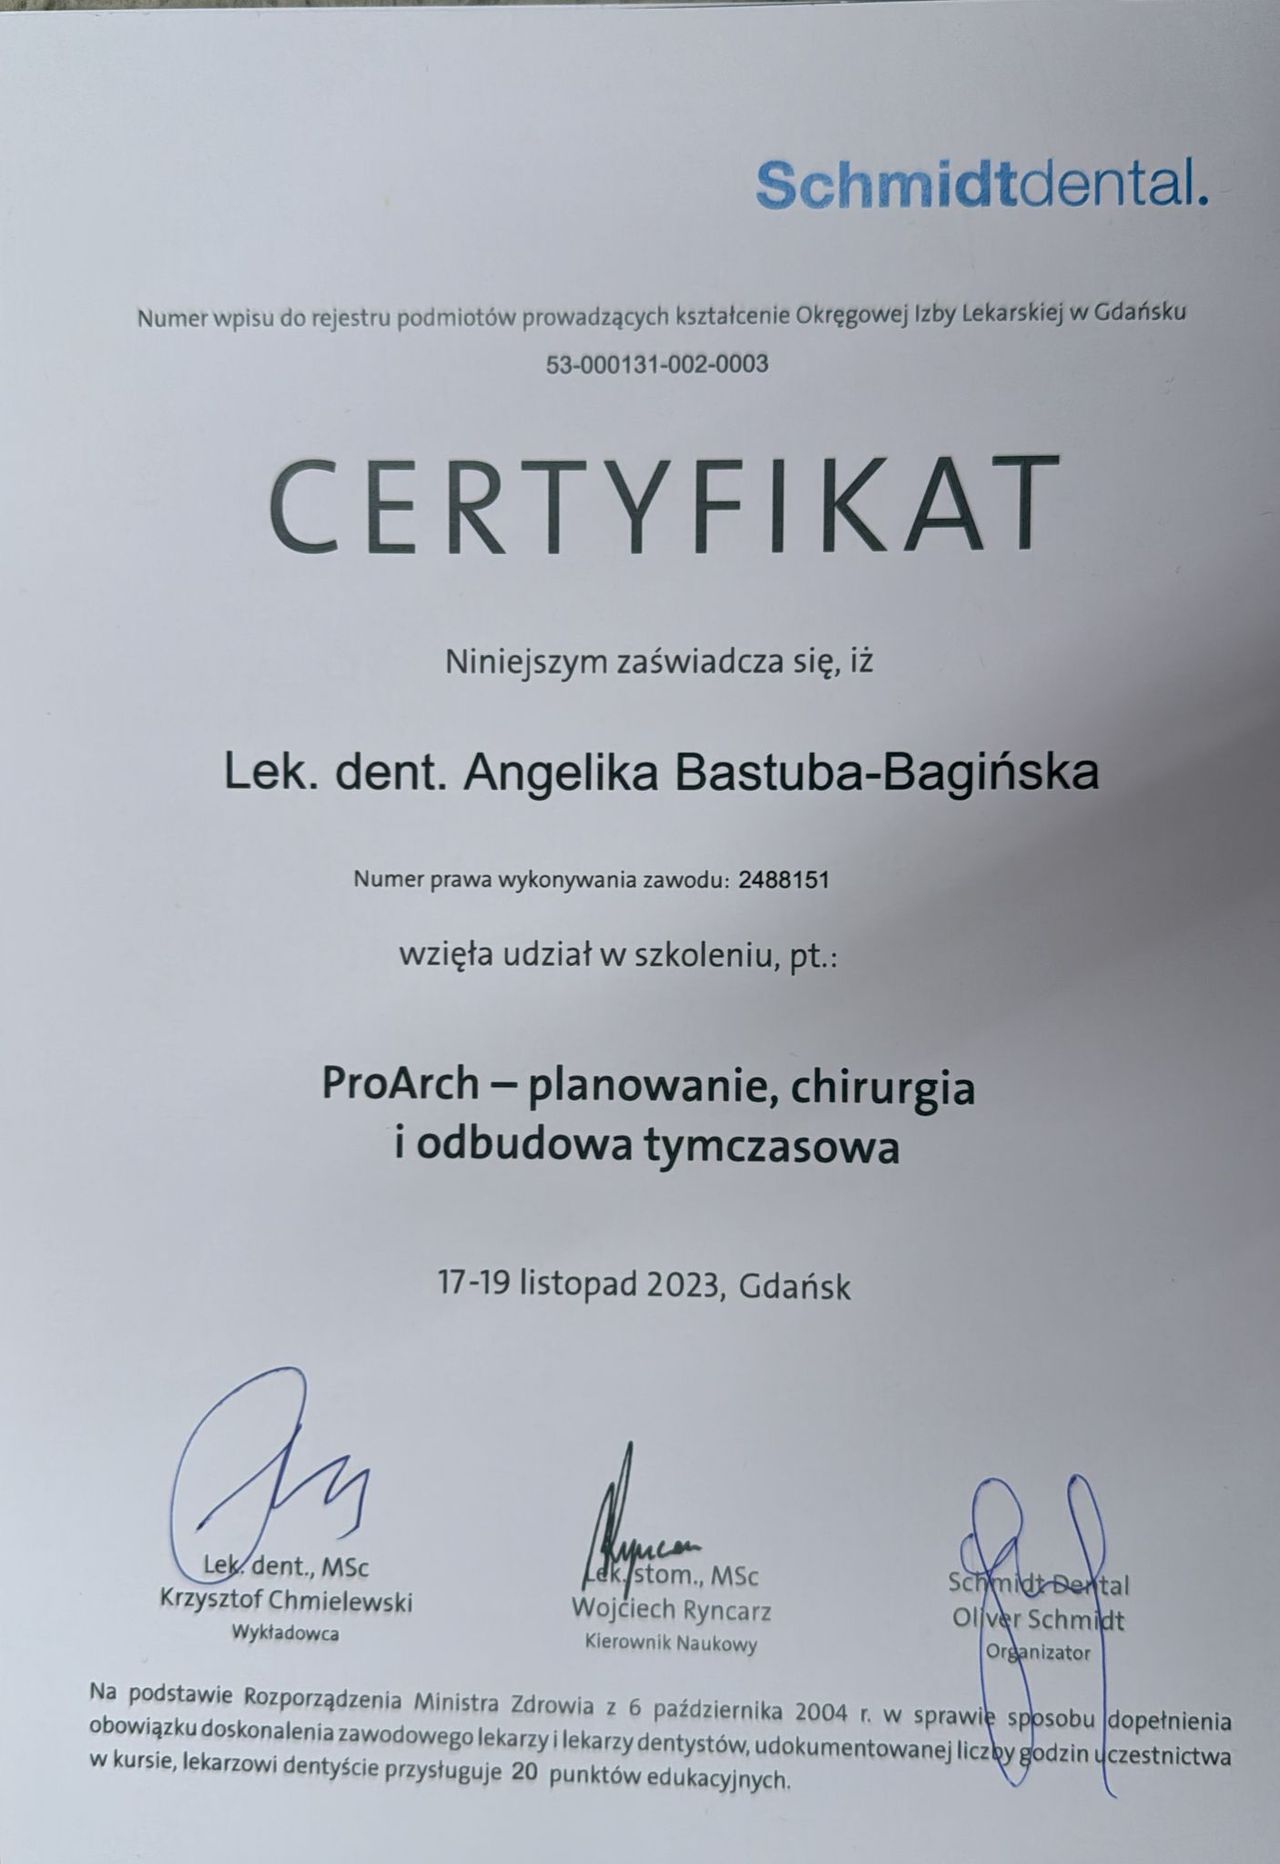 Schmidtdental.
Numer wpisu do rejestru podmiotów prowadzących kształcenie Okręgowej Izby Lekarskiej w Gdańsku
53-000131-002-0003
CERTYFIKAT
Niniejszym zaświadcza się, iż
Lek. dent. Angelika Bastuba-Bagińska
Numer prawa wykonywania zawodu: 2488151
wzięła udział w szkoleniu, pt.:
ProArch – planowanie, chirurgia
i odbudowa tymczasowa
17-19 listopad 2023, Gdańsk
Lek. dent., MSc
Krzysztof Chmielewski
Wykładowca
Lek. stom., MSc
Wojciech Ryncarz
Kierownik Naukowy
Schmidt Dental
Oliver Schmidt
Organizator
Na podstawie Rozporządzenia Ministra Zdrowia z 6 października 2004 r. w sprawie sposobu dopełnienia
obowiązku doskonalenia zawodowego lekarzy i lekarzy dentystów, udokumentowanej liczby godzin uczestnictwa
w kursie, lekarzowi dentyście przysługuje 20 punktów edukacyjnych.